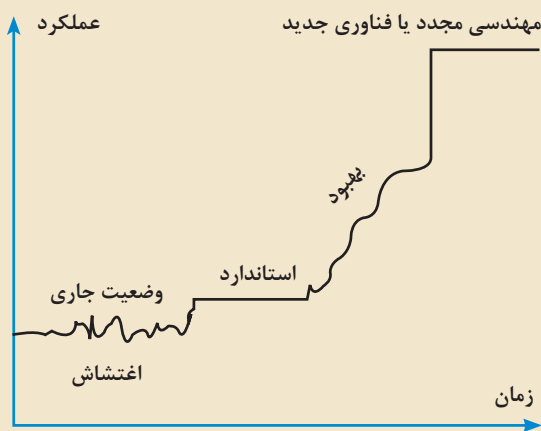 عملکرد
مهندسی مجدد یا فناوری جدید
بهبود
استاندارد
وضعیت جاری
اغتشاش
زمان